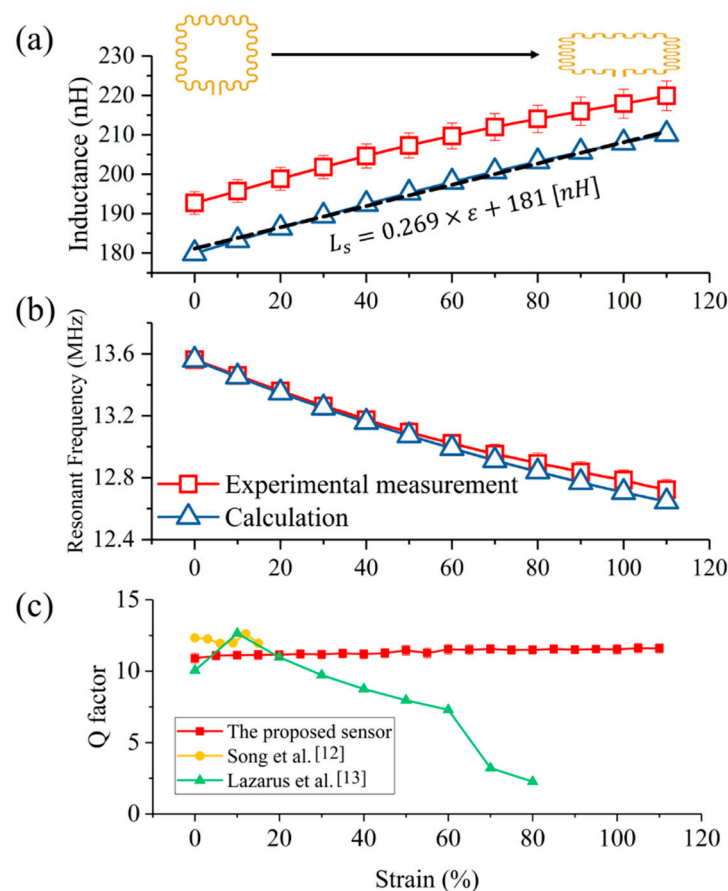 (a)
230
220
210
200
190
180
Inductance (nH)
L_s = 0.269 × ε + 181 [nH]
0 20 40 60 80 100 120
(b)
13.6
13.2
12.8
12.4
Resonant Frequency (MHz)
Experimental measurement
Calculation
0 20 40 60 80 100 120
(c)
15
10
5
0
Q factor
The proposed sensor
Song et al. [12]
Lazarus et al. [13]
0 20 40 60 80 100 120
Strain (%)